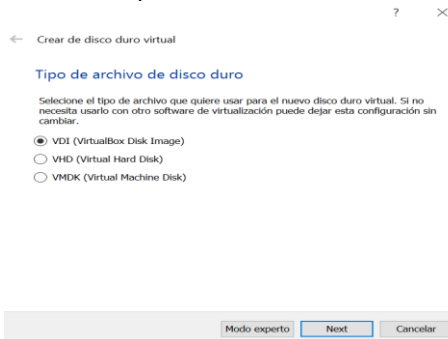 ?
Crear de disco duro virtual
Tipo de archivo de disco duro
Selecione el tipo de archivo que quiere usar para el nuevo disco duro virtual. Si no
necesita usarlo con otro software de virtualización puede dejar esta configuración sin
cambiar.
VDI (VirtualBox Disk Image)
VHD (Virtual Hard Disk)
VMDK (Virtual Machine Disk)
Modo experto Next Cancelar